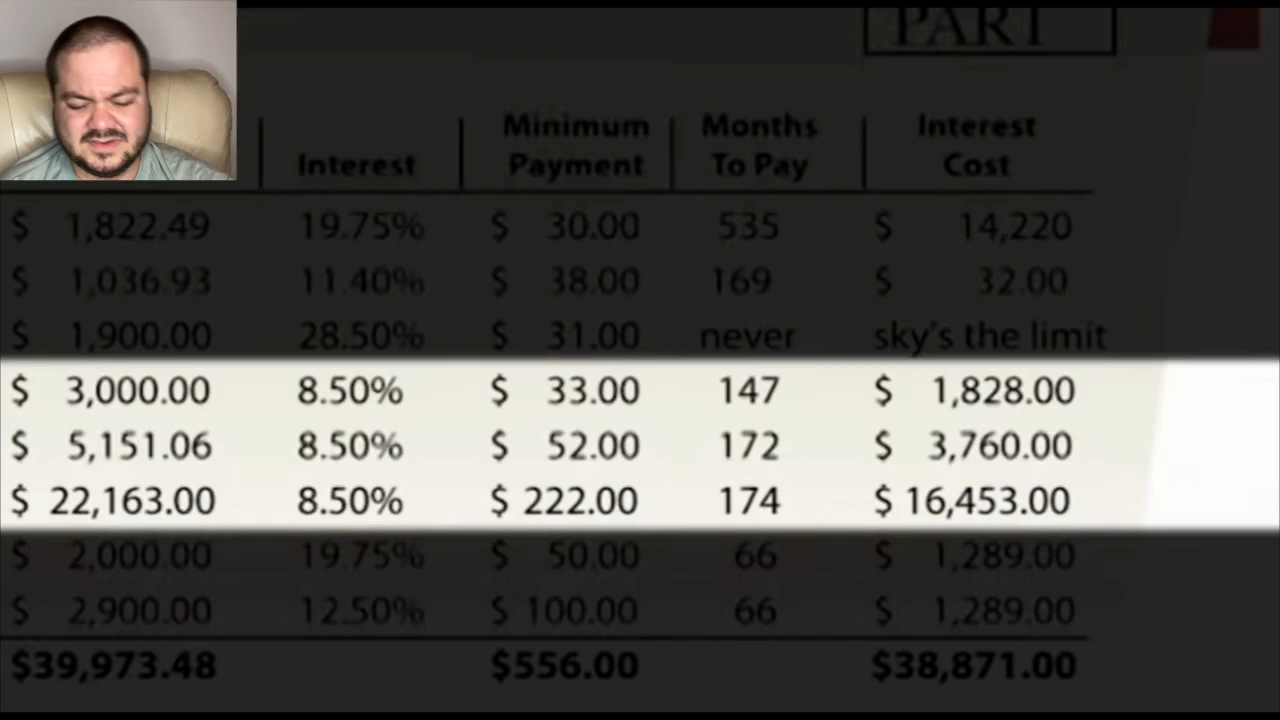 PART
Interest | Minimum Payment | Months To Pay | Interest Cost
$ 1,822.49 19.75% $ 30.00 535 $ 14,220
$ 1,036.93 11.40% $ 38.00 169 $ 32.00
$ 1,900.00 28.50% $ 31.00 never sky's the limit
$ 3,000.00 8.50% $ 33.00 147 $ 1,828.00
$ 5,151.06 8.50% $ 52.00 172 $ 3,760.00
$ 22,163.00 8.50% $ 222.00 174 $ 16,453.00
$ 2,000.00 19.75% $ 50.00 66 $ 1,289.00
$ 2,900.00 12.50% $ 100.00 66 $ 1,289.00
$39,973.48 $556.00 $38,871.00